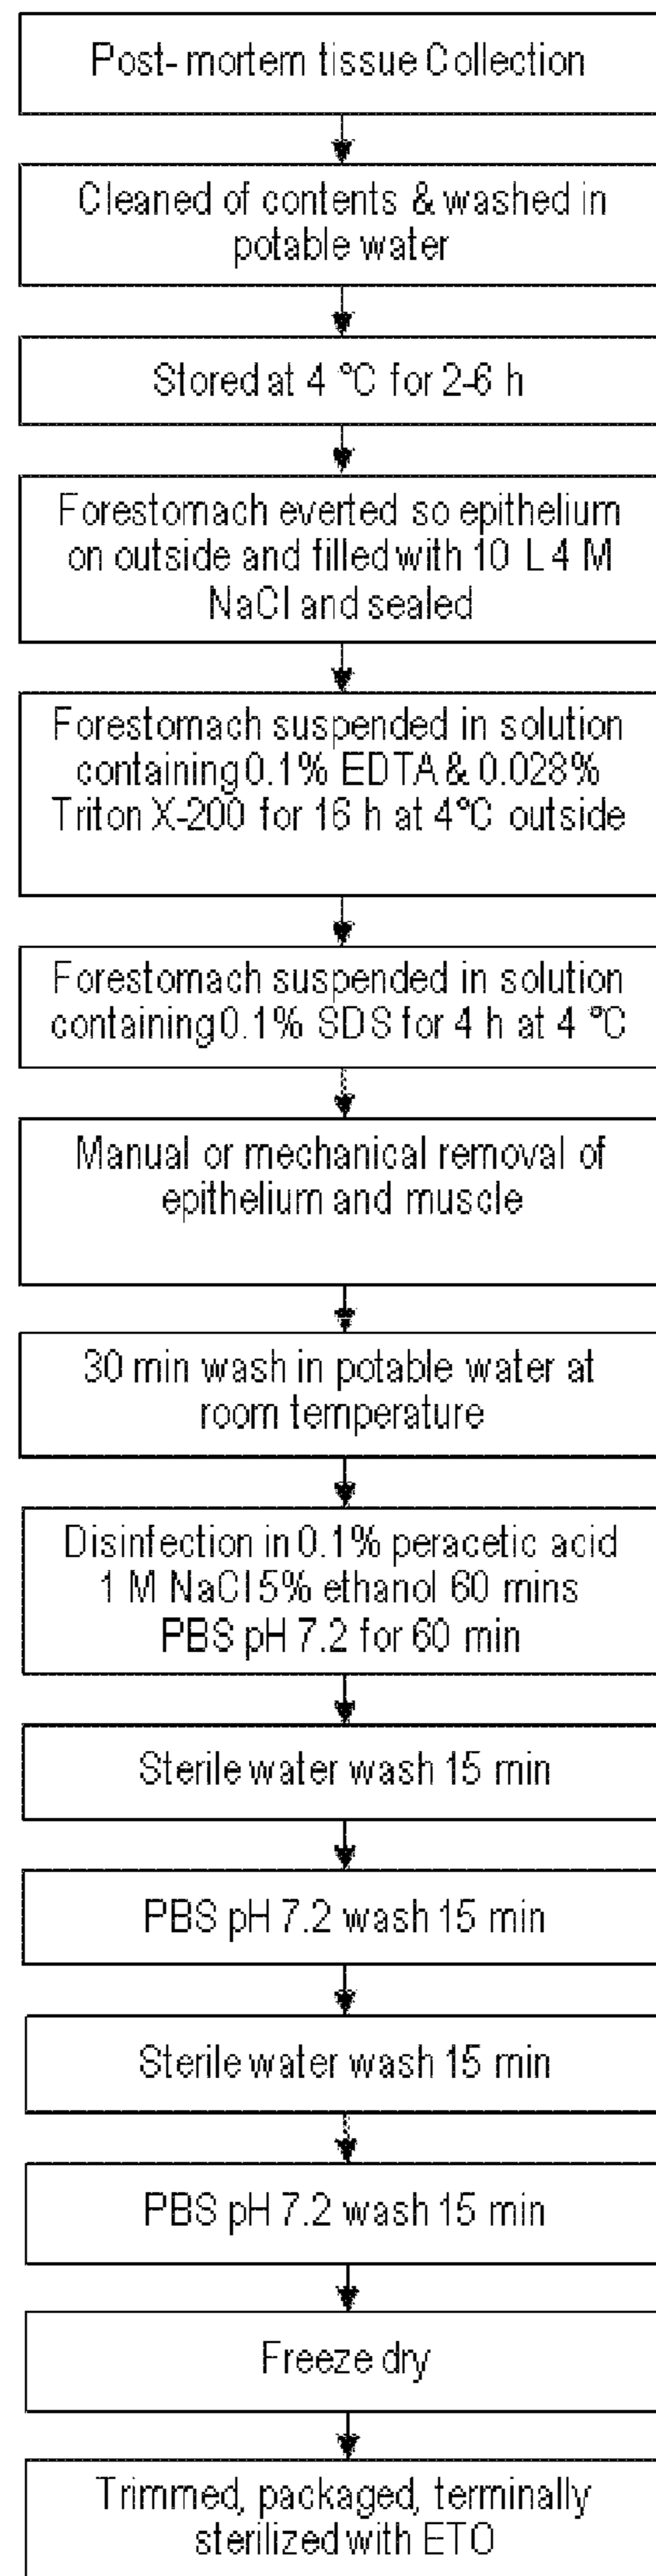 Post- mortem tissue Collection
Cleaned of contents & washed in
potable water
Stored at 4 °C for 2-6 h
Forestomach everted so epithelium
on outside and filled with 10 L 4 M
NaCl and sealed
Forestomach suspended in solution
containing 0.1% EDTA & 0.028%
Triton X-200 for 16 h at 4°C outside
Forestomach suspended in solution
containing 0.1% SDS for 4 h at 4 °C
Manual or mechanical removal of
epithelium and muscle
30 min wash in potable water at
room temperature
Disinfection in 0.1% peracetic acid
1 M NaCl 5% ethanol 60 mins
PBS pH 7.2 for 60 min
Sterile water wash 15 min
PBS pH 7.2 wash 15 min
Sterile water wash 15 min
PBS pH 7.2 wash 15 min
Freeze dry
Trimmed, packaged, terminally
sterilized with ETO